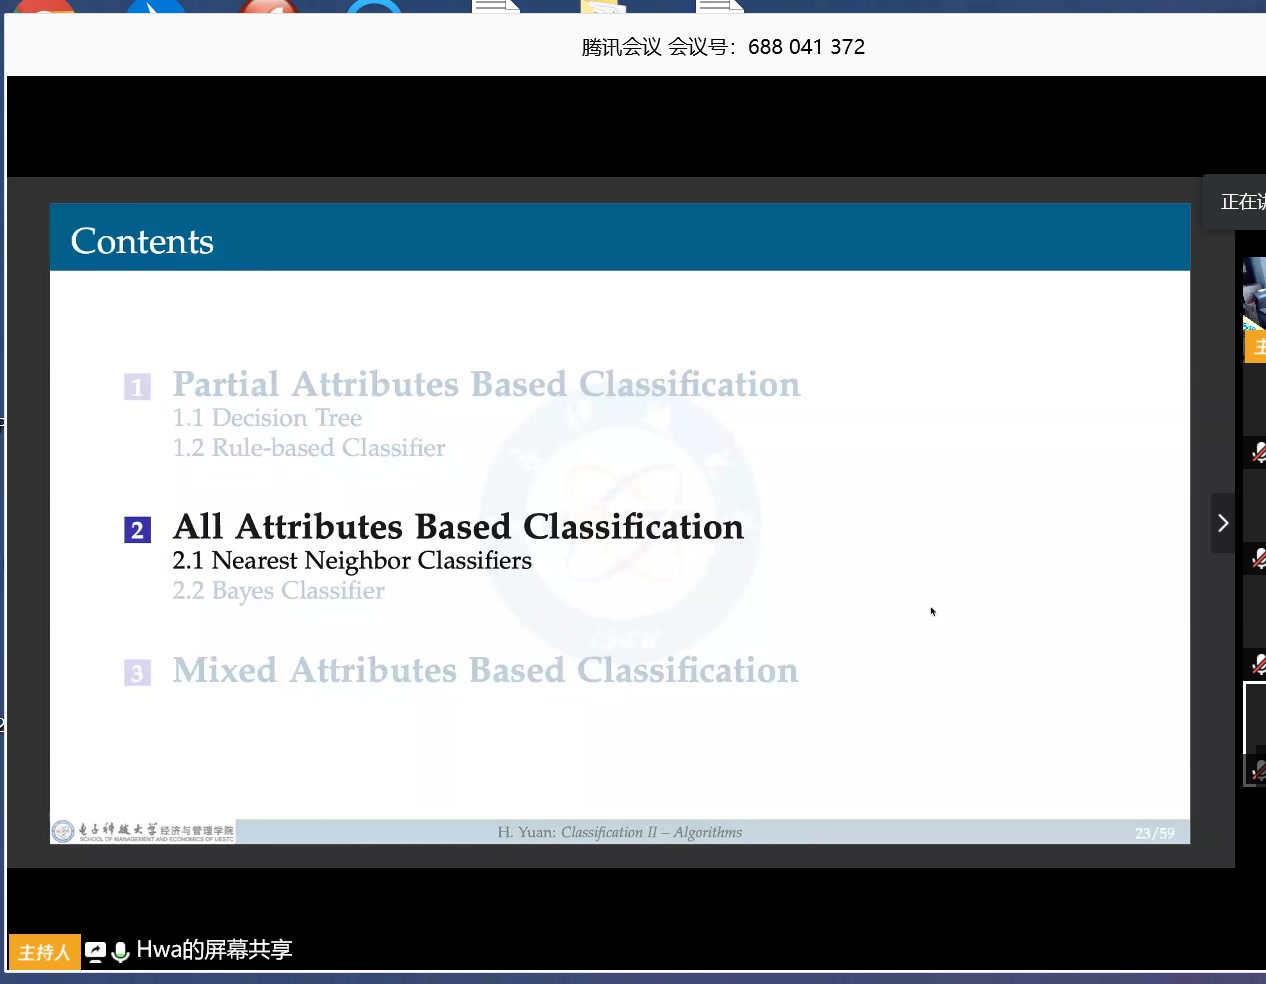 腾讯会议 会议号：688 041 372
正在
Contents
1 Partial Attributes Based Classification
1.1 Decision Tree
1.2 Rule-based Classifier
2 All Attributes Based Classification
2.1 Nearest Neighbor Classifiers
2.2 Bayes Classifier
3 Mixed Attributes Based Classification
1956
电子科技大学 经济与管理学院
SCHOOL OF MANAGEMENT AND ECONOMICS OF UESTC
H. Yuan: Classification II – Algorithms
23/59
主持人 Hwa的屏幕共享